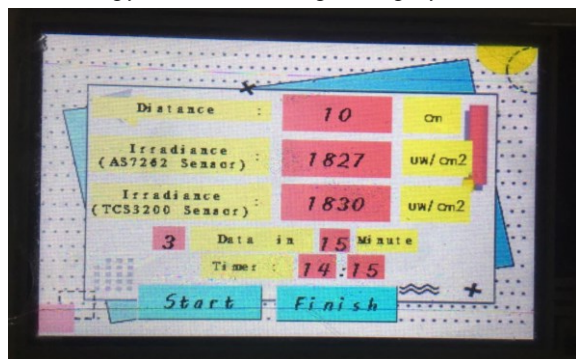 Distance : 10 cm
Irradiance
(AS7262 Sensor) : 1827 uW/cm2
Irradiance
(TCS3200 Sensor) : 1830 uW/cm2
3 Data in 15 Minute
Timer : 14:15
Start Finish